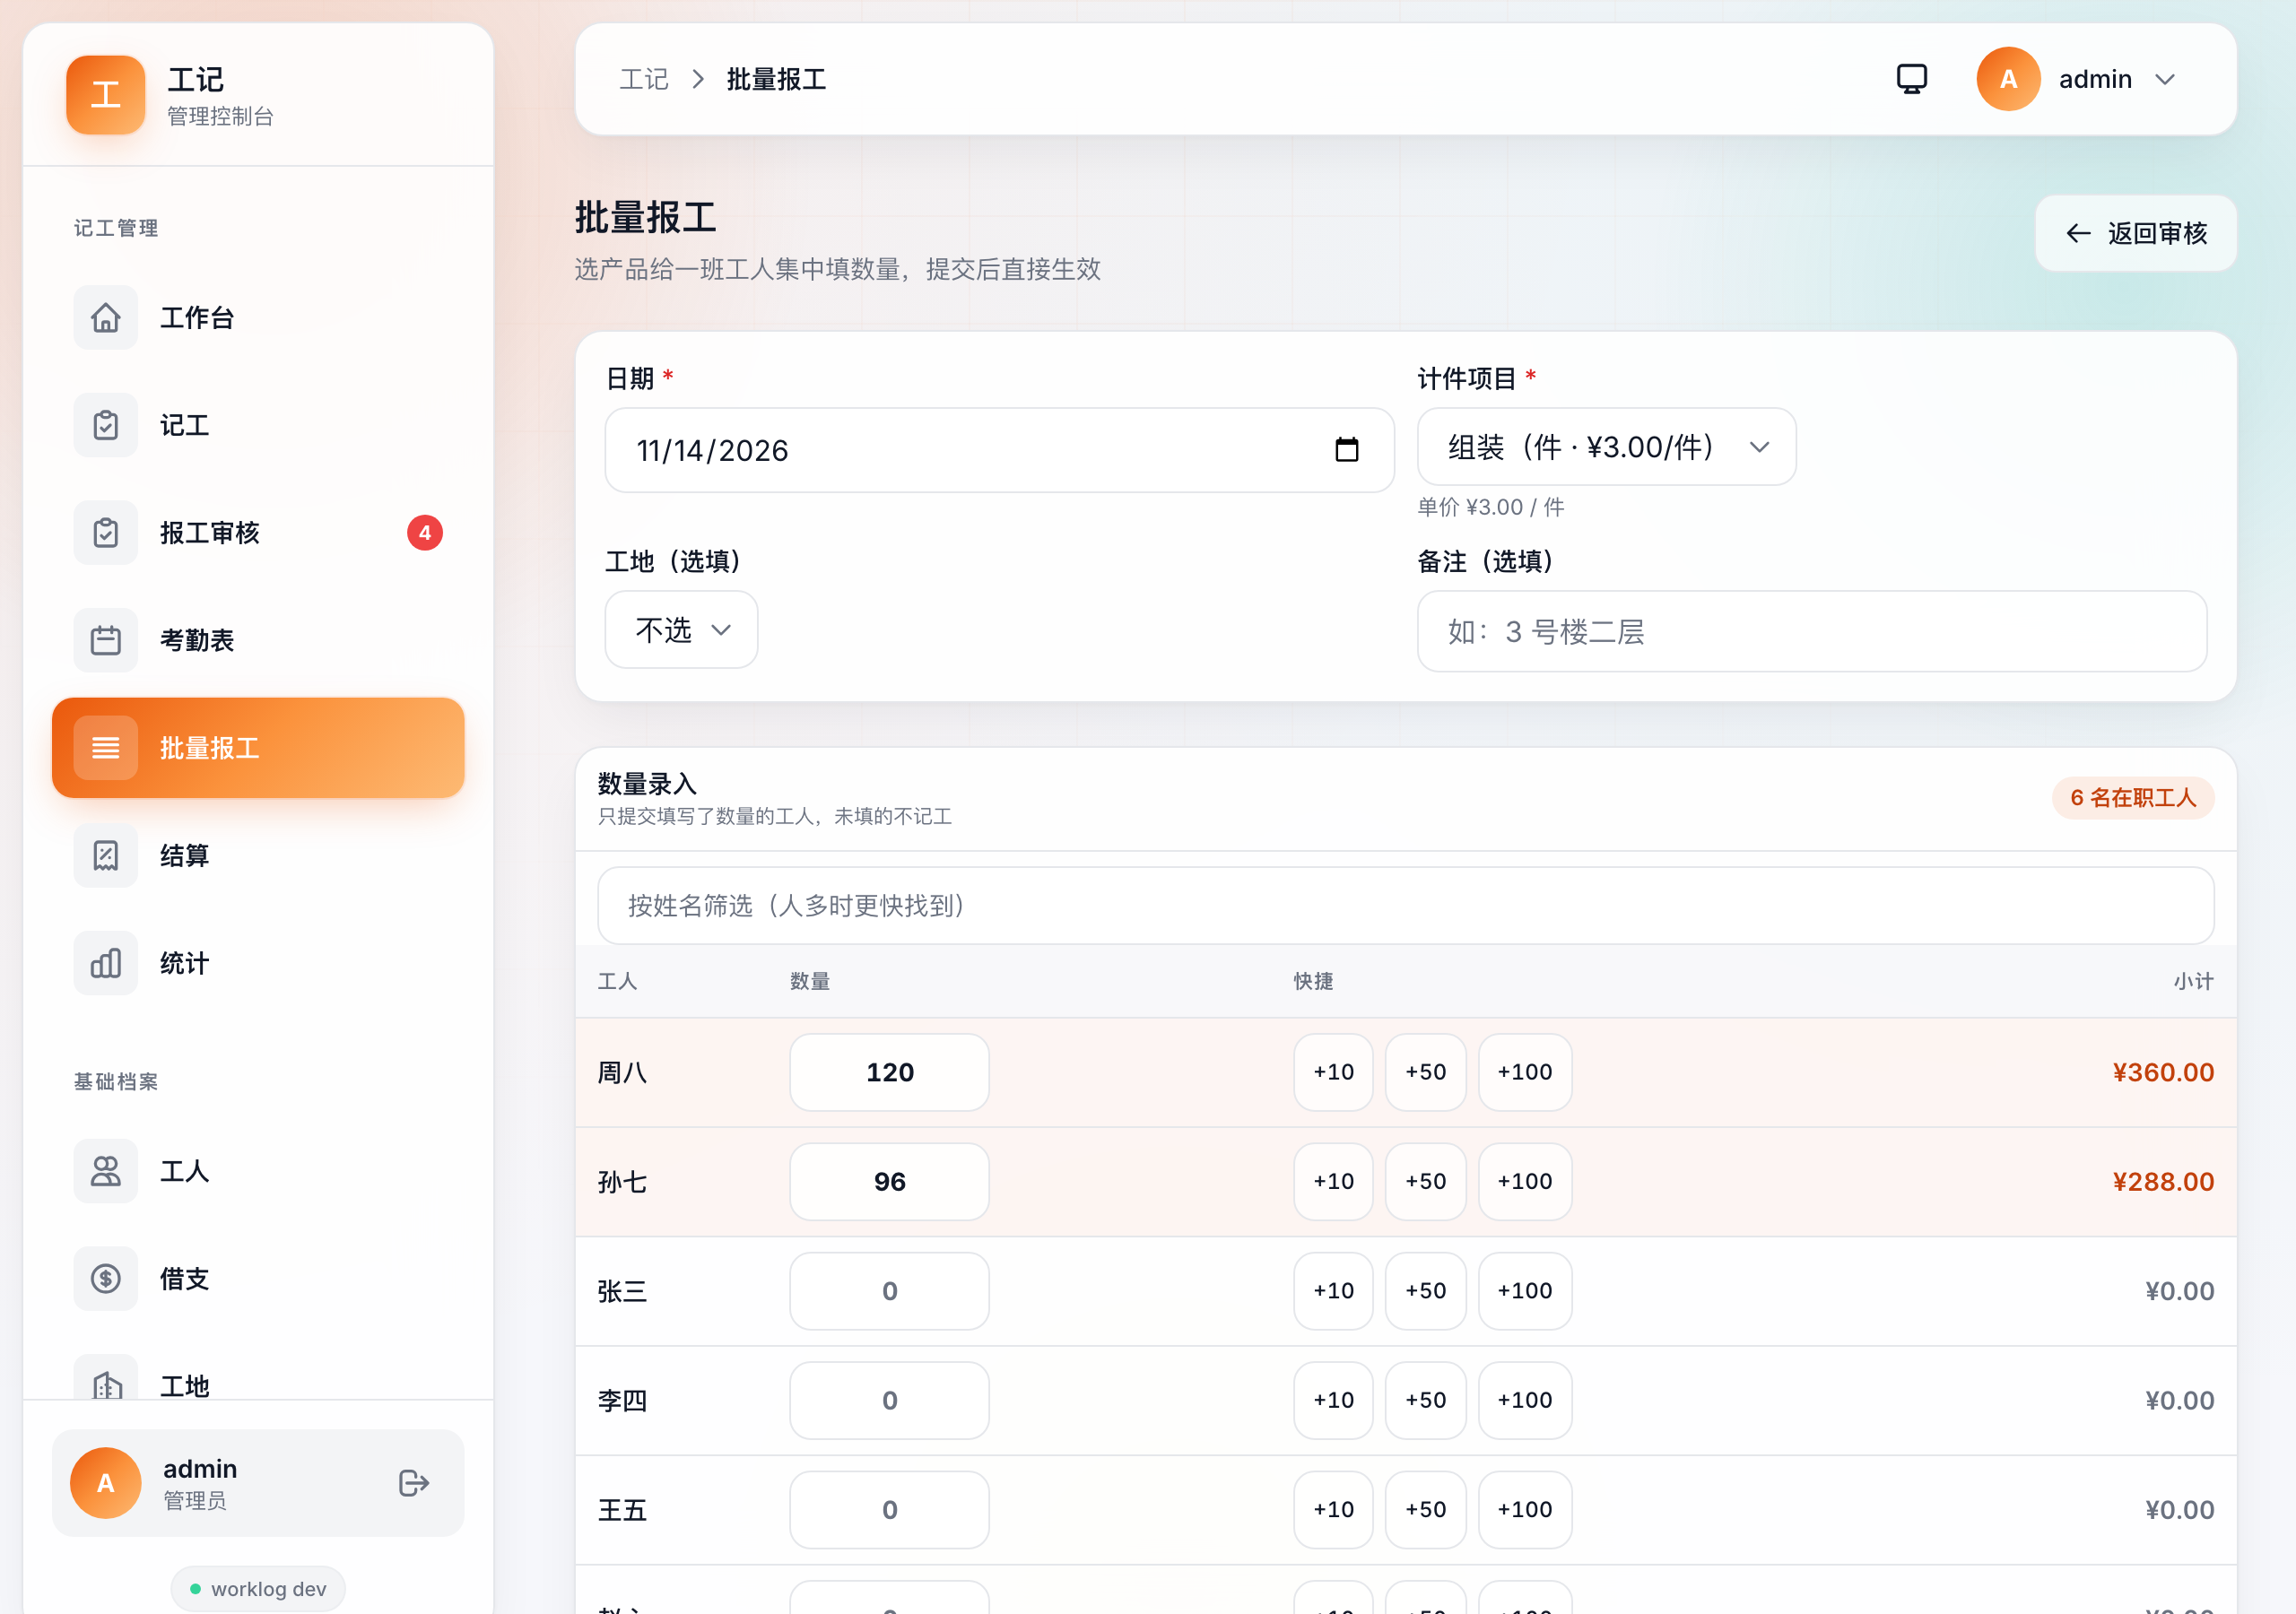 工
工记
管理控制台
记工管理
工作台
记工
报工审核
4
考勤表
批量报工
结算
统计
基础档案
工人
借支
工地
A
admin
管理员
worklog dev
工记
批量报工
A
admin
批量报工
选产品给一班工人集中填数量，提交后直接生效
返回审核
日期 *
11/14/2026
计件项目 *
组装（件 · ¥3.00/件）
单价 ¥3.00 / 件
工地（选填）
不选
备注（选填）
如：3 号楼二层
数量录入
只提交填写了数量的工人，未填的不记工
6 名在职工人
按姓名筛选（人多时更快找到）
工人 数量 快捷 小计
周八 120 +10 +50 +100 ¥360.00
孙七 96 +10 +50 +100 ¥288.00
张三 0 +10 +50 +100 ¥0.00
李四 0 +10 +50 +100 ¥0.00
王五 0 +10 +50 +100 ¥0.00